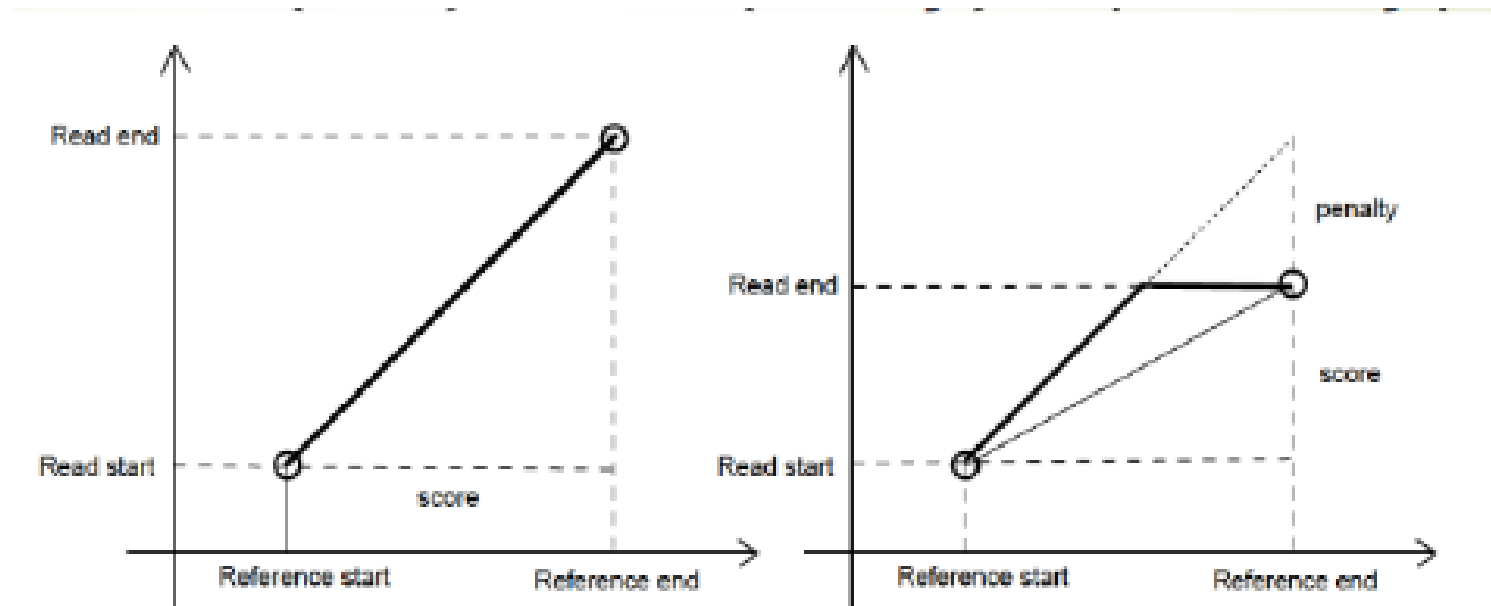 Read end
Read start
score
Reference start
Reference end
penalty
Read end
score
Read start
Reference start
Reference end